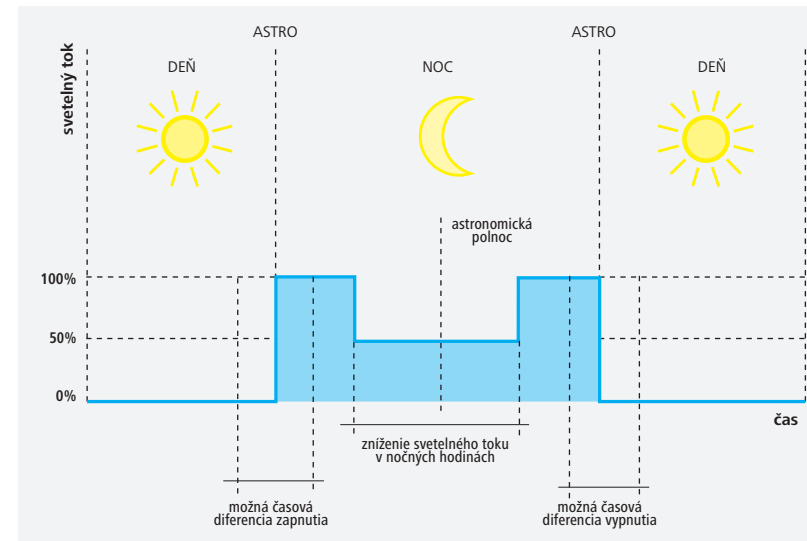 ASTRO
ASTRO
svetelný tok
DEŇ
NOC
DEŇ
astronomická
polnoc
100%
50%
0%
čas
zníženie svetelného toku
v nočných hodinách
možná časová
diferencia zapnutia
možná časová
diferencia vypnutia